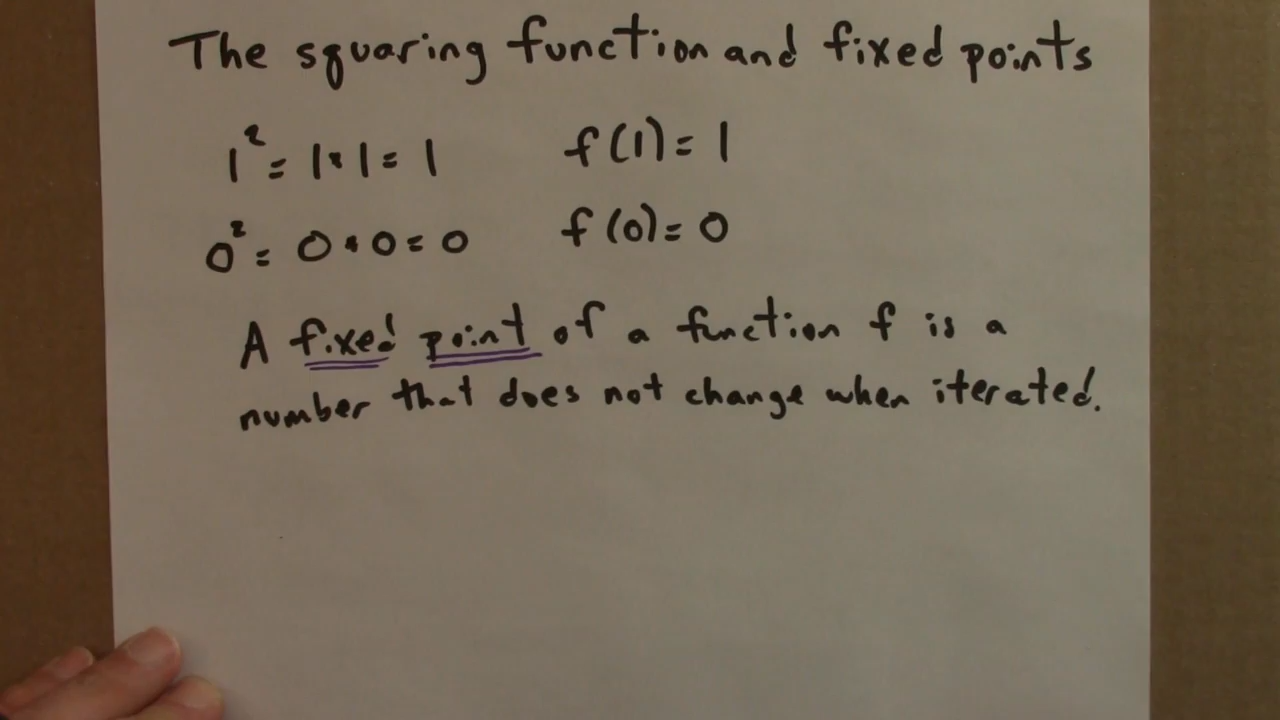 The squaring function and fixed points
1² = 1 • 1 = 1 f(1) = 1
0² = 0 • 0 = 0 f(0) = 0
A fixed point of a function f is a
number that does not change when iterated.